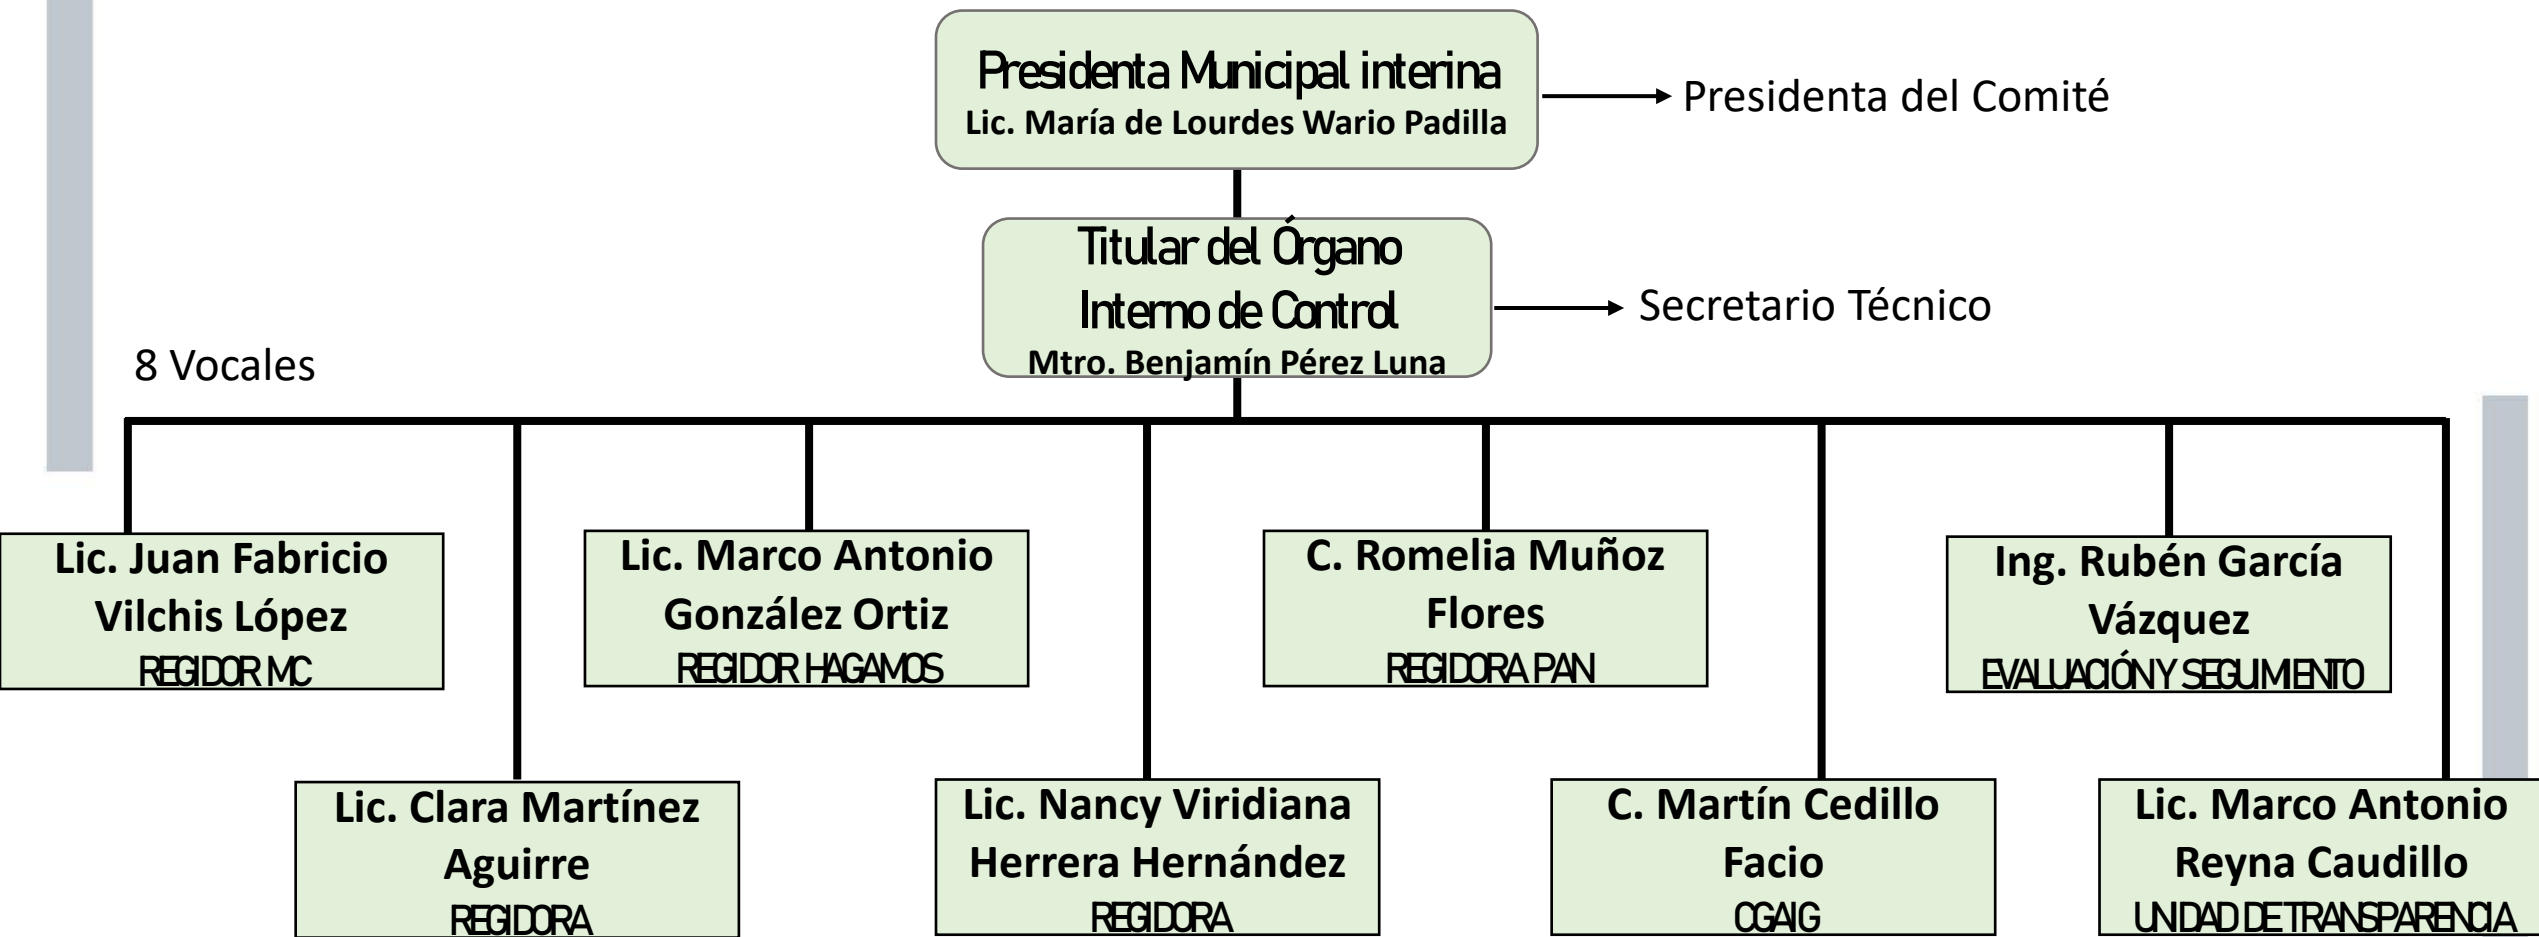 Presidenta Municipal interina
Lic. María de Lourdes Wario Padilla
Presidenta del Comité
Titular del Órgano
Interno de Control
Mtro. Benjamín Pérez Luna
Secretario Técnico
8 Vocales
Lic. Juan Fabricio
Vilchis López
REGIDOR MC
Lic. Marco Antonio
González Ortiz
REGIDOR HAGAMOS
C. Romelia Muñoz
Flores
REGIDORA PAN
Ing. Rubén García
Vázquez
EVALUACIÓN Y SEGUIMIENTO
Lic. Clara Martínez
Aguirre
REGIDORA
Lic. Nancy Viridiana
Herrera Hernández
REGIDORA
C. Martín Cedillo
Facio
CGAIG
Lic. Marco Antonio
Reyna Caudillo
UNIDAD DE TRANSPARENCIA